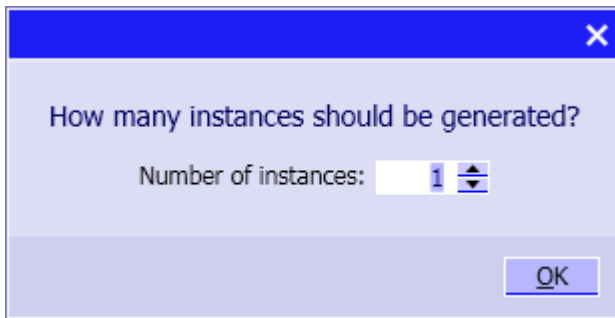 How many instances should be generated?
Number of instances: 1
OK